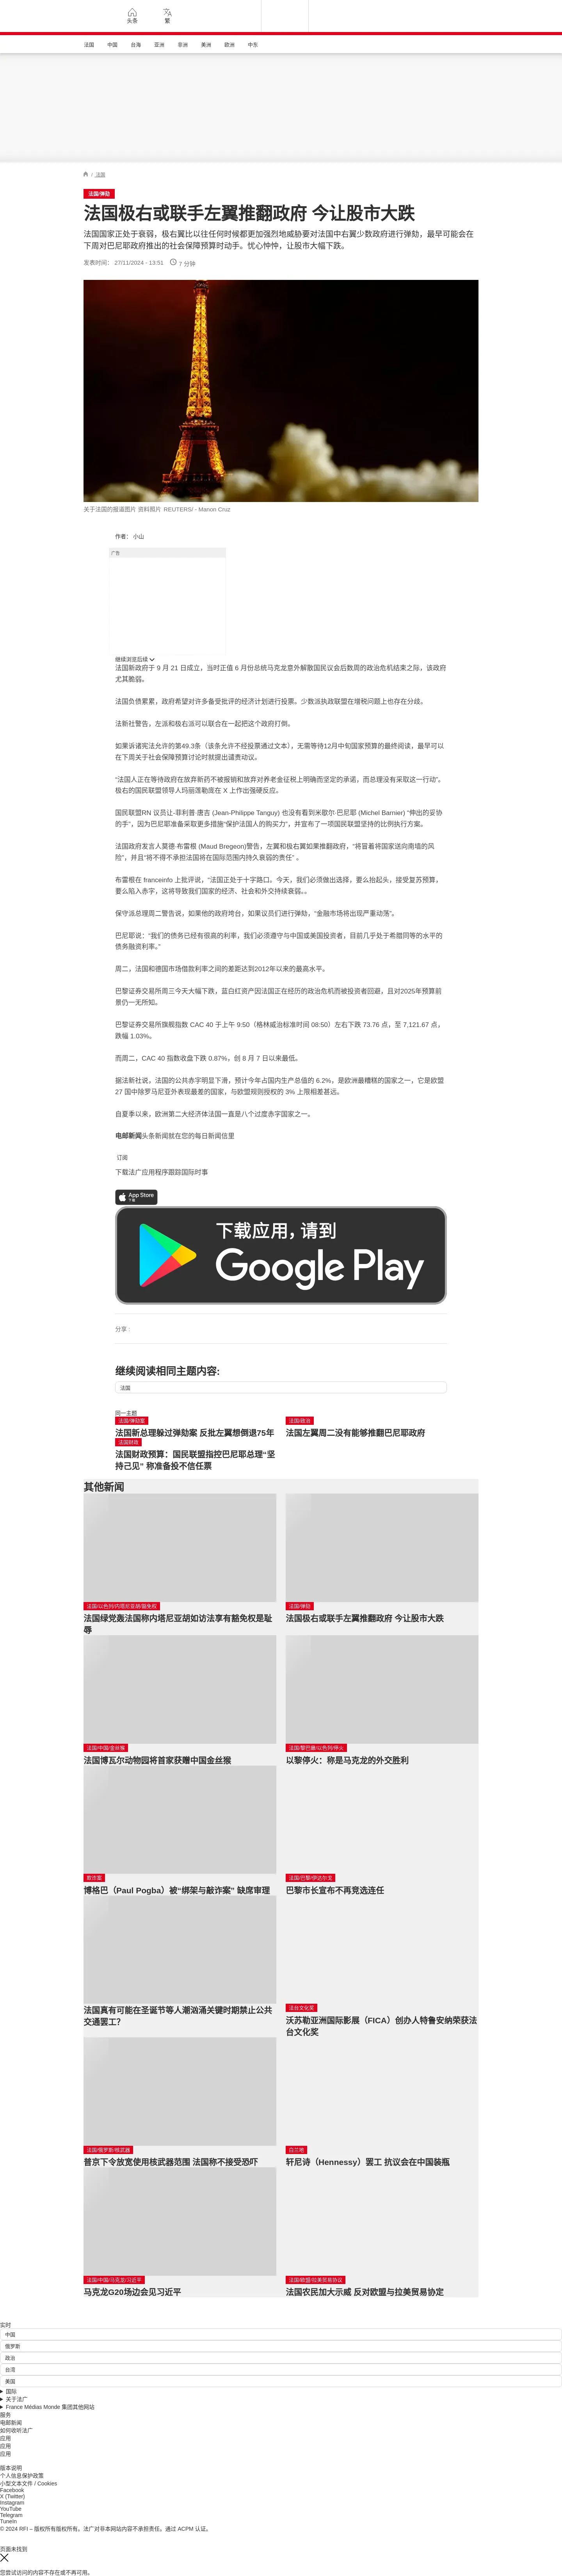 头条
繁
法国
中国
台海
亚洲
非洲
美洲
欧洲
中东
/ 法国
法国/弹劾
法国极右或联手左翼推翻政府 今让股市大跌
法国国家正处于衰弱，极右翼比以往任何时候都更加强烈地威胁要对法国中右翼少数政府进行弹劾，最早可能会在
下周对巴尼耶政府推出的社会保障预算时动手。忧心忡忡，让股市大幅下跌。
发表时间： 27/11/2024 - 13:51
7 分钟
关于法国的报道图片 资料照片 REUTERS/ - Manon Cruz
作者： 小山
广告
继续浏览后续
法国新政府于 9 月 21 日成立，当时正值 6 月份总统马克龙意外解散国民议会后数周的政治危机结束之际，该政府
尤其脆弱。
法国负债累累，政府希望对许多备受批评的经济计划进行投票。少数派执政联盟在增税问题上也存在分歧。
法新社警告，左派和极右派可以联合在一起把这个政府打倒。
如果诉诸宪法允许的第49.3条（该条允许不经投票通过文本），无需等待12月中旬国家预算的最终阅读，最早可以
在下周关于社会保障预算讨论时就提出谴责动议。
“法国人正在等待政府在放弃新药不被报销和放弃对养老金征税上明确而坚定的承诺，而总理没有采取这一行动”。
极右的国民联盟领导人玛丽莲勒庞在 X 上作出强硬反应。
国民联盟RN 议员让-菲利普·唐吉 (Jean-Philippe Tanguy) 也没有看到米歇尔·巴尼耶 (Michel Barnier) “伸出的妥协
的手”，因为巴尼耶准备采取更多措施“保护法国人的购买力”，并宣布了一项国民联盟坚持的比例执行方案。
法国政府发言人莫德·布雷根 (Maud Bregeon)警告，左翼和极右翼如果推翻政府，“将冒着将国家送向南墙的风
险”，并且“将不得不承担法国将在国际范围内持久衰弱的责任” 。
布雷根在 franceinfo 上批评说，“法国正处于十字路口。今天，我们必须做出选择，要么抬起头，接受复苏预算。
要么陷入赤字，这将导致我们国家的经济、社会和外交持续衰弱。。
保守派总理周二警告说，如果他的政府垮台，如果议员们进行弹劾，“金融市场将出现严重动荡”。
巴尼耶说：“我们的债务已经有很高的利率，我们必须遵守与中国或美国投资者，目前几乎处于希腊同等的水平的
债务融资利率。”
周二，法国和德国市场借款利率之间的差距达到2012年以来的最高水平。
巴黎证券交易所周三今天大幅下跌，蓝白红资产因法国正在经历的政治危机而被投资者回避，且对2025年预算前
景仍一无所知。
巴黎证券交易所旗舰指数 CAC 40 于上午 9:50（格林威治标准时间 08:50）左右下跌 73.76 点，至 7,121.67 点，
跌幅 1.03%。
而周二，CAC 40 指数收盘下跌 0.87%，创 8 月 7 日以来最低。
据法新社说，法国的公共赤字明显下滑，预计今年占国内生产总值的 6.2%，是欧洲最糟糕的国家之一，它是欧盟
27 国中除罗马尼亚外表现最差的国家，与欧盟规则授权的 3% 上限相差甚远。
自夏季以来，欧洲第二大经济体法国一直是八个过度赤字国家之一。
电邮新闻头条新闻就在您的每日新闻信里
订阅
下载法广应用程序跟踪国际时事
App Store
下载
下载应用，请到
Google Play
分享 :
继续阅读相同主题内容:
法国
同一主题
法国/弹劾案
法国新总理躲过弹劾案 反批左翼想倒退75年
法国/政治
法国左翼周二没有能够推翻巴尼耶政府
法国财政
法国财政预算：国民联盟指控巴尼耶总理“坚
持己见” 称准备投不信任票
其他新闻
法国/以色列/内塔尼亚胡/豁免权
法国绿党轰法国称内塔尼亚胡如访法享有豁免权是耻
辱
法国/弹劾
法国极右或联手左翼推翻政府 今让股市大跌
法国/中国/金丝猴
法国博瓦尔动物园将首家获赠中国金丝猴
法国/黎巴嫩/以色列/停火
以黎停火：称是马克龙的外交胜利
敲诈案
博格巴（Paul Pogba）被“绑架与敲诈案” 缺席审理
法国/巴黎/伊达尔戈
巴黎市长宣布不再竞选连任
法国真有可能在圣诞节等人潮汹涌关键时期禁止公共
交通罢工?
法台文化奖
沃苏勒亚洲国际影展（FICA）创办人特鲁安纳荣获法
台文化奖
法国/俄罗斯/核武器
普京下令放宽使用核武器范围 法国称不接受恐吓
白兰地
轩尼诗（Hennessy）罢工 抗议会在中国装瓶
法国/中国/马克龙/习近平
马克龙G20场边会见习近平
法国/欧盟/拉美贸易协定
法国农民加大示威 反对欧盟与拉美贸易协定
实时
中国
俄罗斯
政治
台湾
美国
国际
关于法广
France Médias Monde 集团其他网站
服务
电邮新闻
如何收听法广
应用
应用
应用
版本说明
个人信息保护政策
小型文本文件 / Cookies
Facebook
X (Twitter)
Instagram
YouTube
Telegram
TuneIn
© 2024 RFI – 版权所有版权所有。法广对非本网站内容不承担责任。通过 ACPM 认证。
页面未找到
您尝试访问的内容不存在或不再可用。